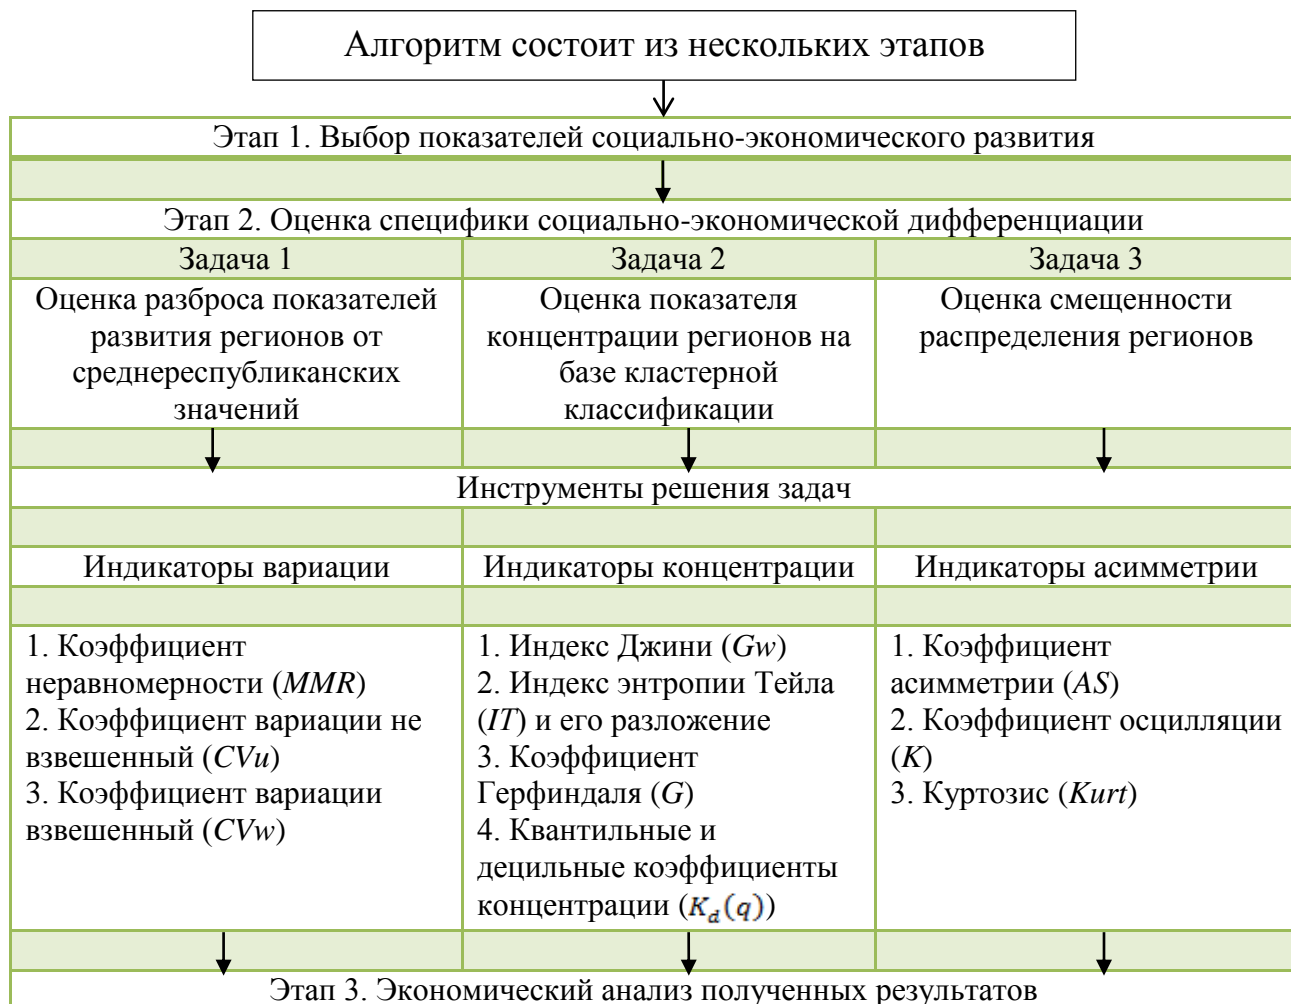 Алгоритм состоит из нескольких этапов
Этап 1. Выбор показателей социально-экономического развития
Этап 2. Оценка специфики социально-экономической дифференциации
Задача 1
Задача 2
Задача 3
Оценка разброса показателей
развития регионов от
среднереспубликанских
значений
Оценка показателя
концентрации регионов на
базе кластерной
классификации
Оценка смещенности
распределения регионов
Инструменты решения задач
Индикаторы вариации
Индикаторы концентрации
Индикаторы асимметрии
1. Коэффициент
неравномерности (MMR)
2. Коэффициент вариации не
взвешенный (CVu)
3. Коэффициент вариации
взвешенный (CVw)
1. Индекс Джини (Gw)
2. Индекс энтропии Тейла
(IT) и его разложение
3. Коэффициент
Герфиндаля (G)
4. Квантильные и
децильные коэффициенты
концентрации (K_d(q))
1. Коэффициент
асимметрии (AS)
2. Коэффициент осцилляции
(K)
3. Куртозис (Kurt)
Этап 3. Экономический анализ полученных результатов